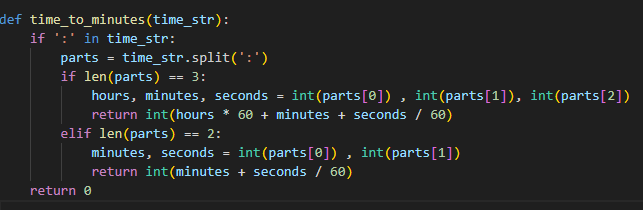 def time_to_minutes(time_str):
    if ':' in time_str:
        parts = time_str.split(':')
        if len(parts) == 3:
            hours, minutes, seconds = int(parts[0]) , int(parts[1]), int(parts[2])
            return int(hours * 60 + minutes + seconds / 60)
        elif len(parts) == 2:
            minutes, seconds = int(parts[0]) , int(parts[1])
            return int(minutes + seconds / 60)
    return 0